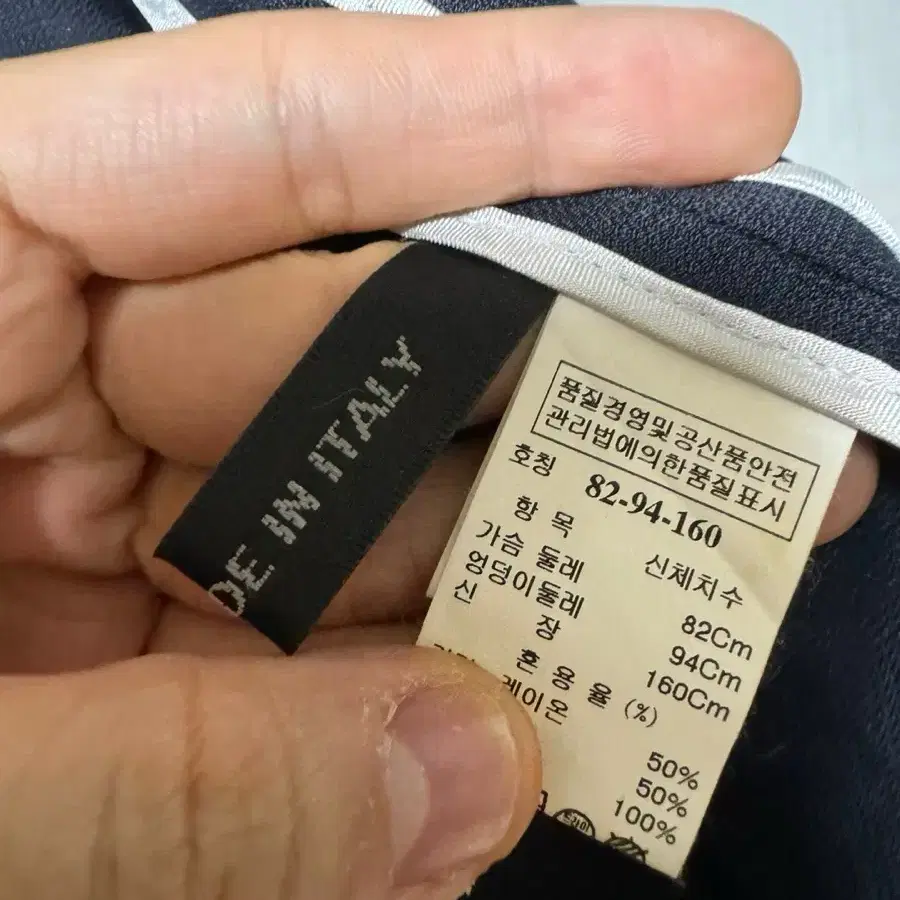 DE IN ITALY
품질경영및공산품안전
관리법에의한품질표시
호칭 82-94-160
항 목 신체치수
가슴 둘레 82Cm
엉덩이둘레 94Cm
신 장 160Cm
혼 용 율 (%)
50%
레이온 50%
100%
드라이